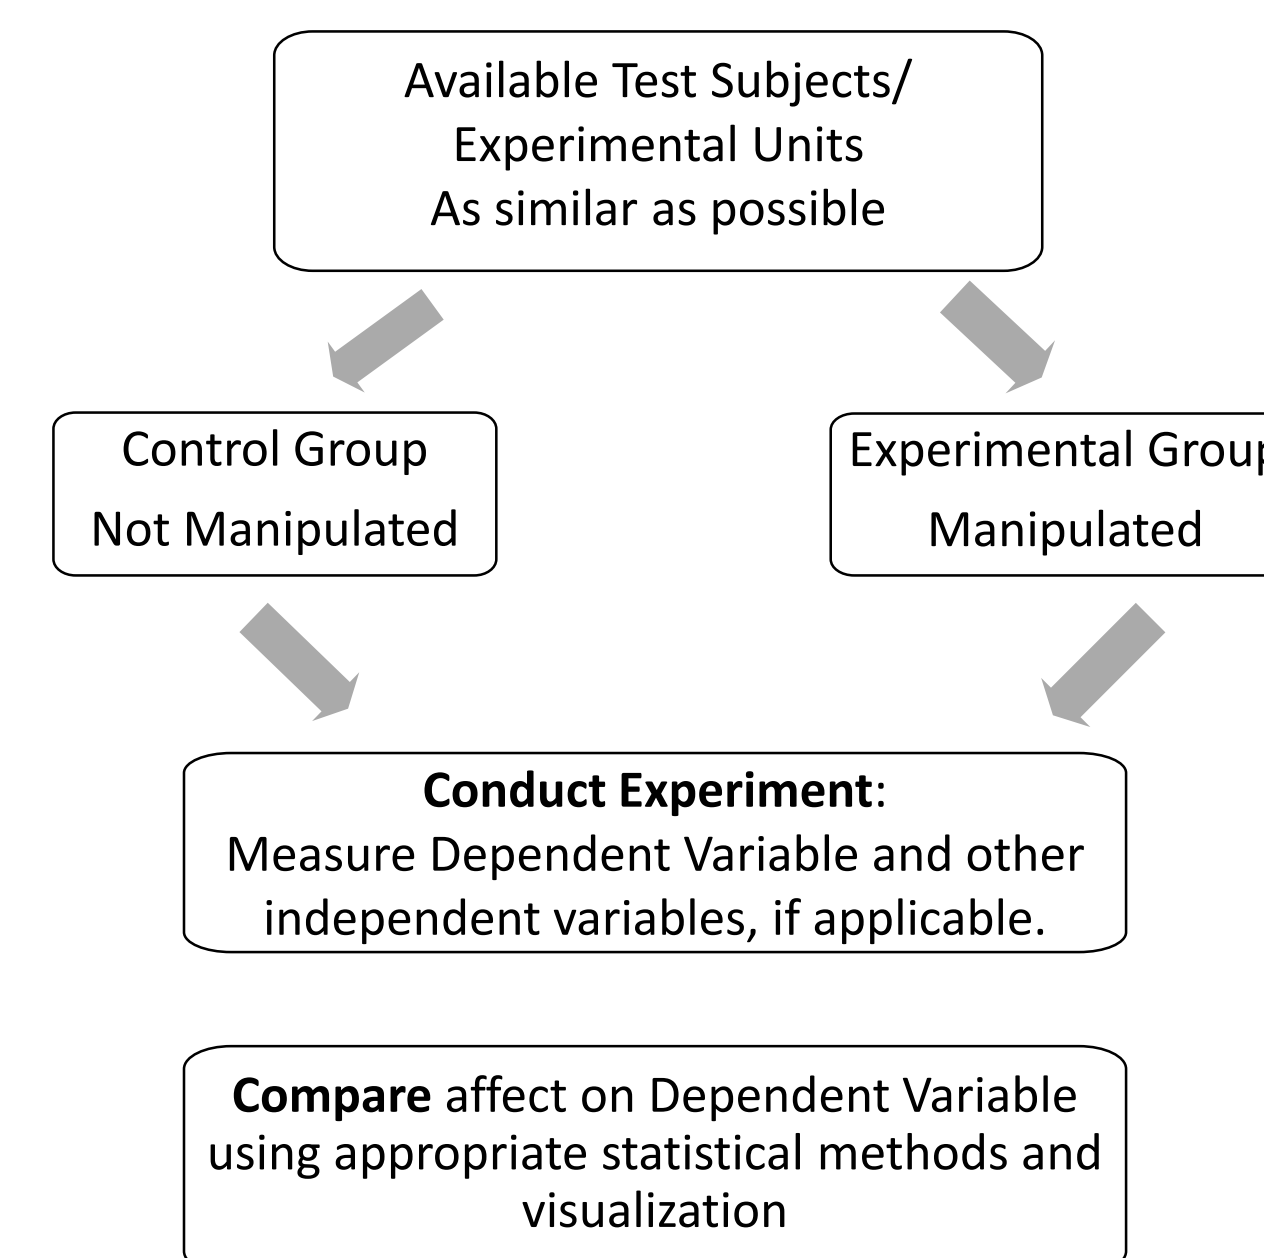 Available Test Subjects/
Experimental Units
As similar as possible
Control Group
Not Manipulated
Experimental Group
Manipulated
Conduct Experiment:
Measure Dependent Variable and other
independent variables, if applicable.
Compare affect on Dependent Variable
using appropriate statistical methods and
visualization